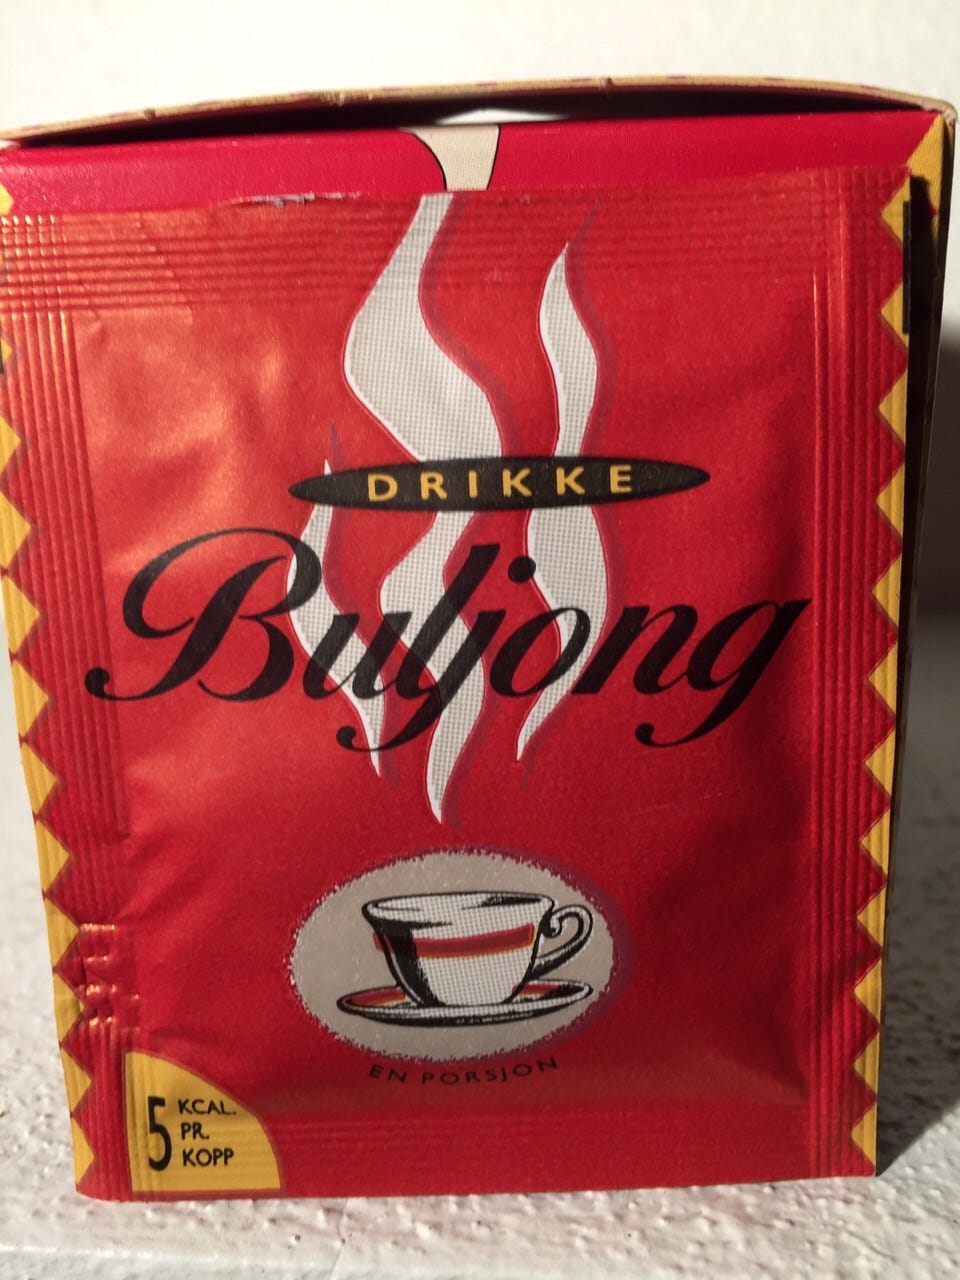 DRIKKE
Buljong
EN PORSJON
5 KCAL.
PR.
KOPP